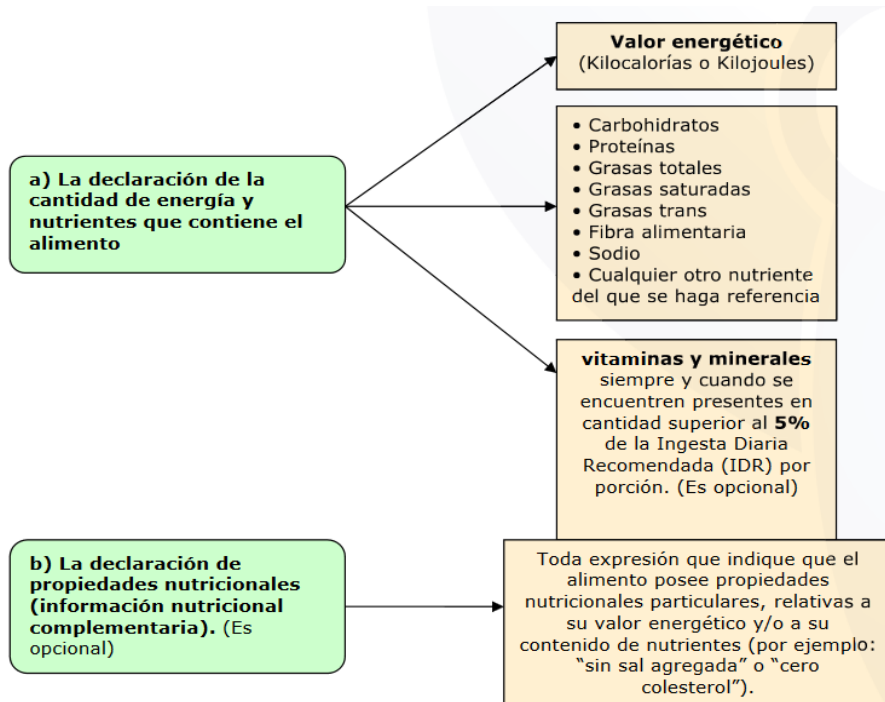 Valor energético
(Kilocalorías o Kilojoules)
a) La declaración de la
cantidad de energía y
nutrientes que contiene el
alimento
• Carbohidratos
• Proteínas
• Grasas totales
• Grasas saturadas
• Grasas trans
• Fibra alimentaria
• Sodio
• Cualquier otro nutriente
del que se haga referencia
vitaminas y minerales
siempre y cuando se
encuentren presentes en
cantidad superior al 5%
de la Ingesta Diaria
Recomendada (IDR) por
porción. (Es opcional)
b) La declaración de
propiedades nutricionales
(información nutricional
complementaria). (Es
opcional)
Toda expresión que indique que el
alimento posee propiedades
nutricionales particulares, relativas a
su valor energético y/o a su
contenido de nutrientes (por ejemplo:
“sin sal agregada” o “cero
colesterol”).